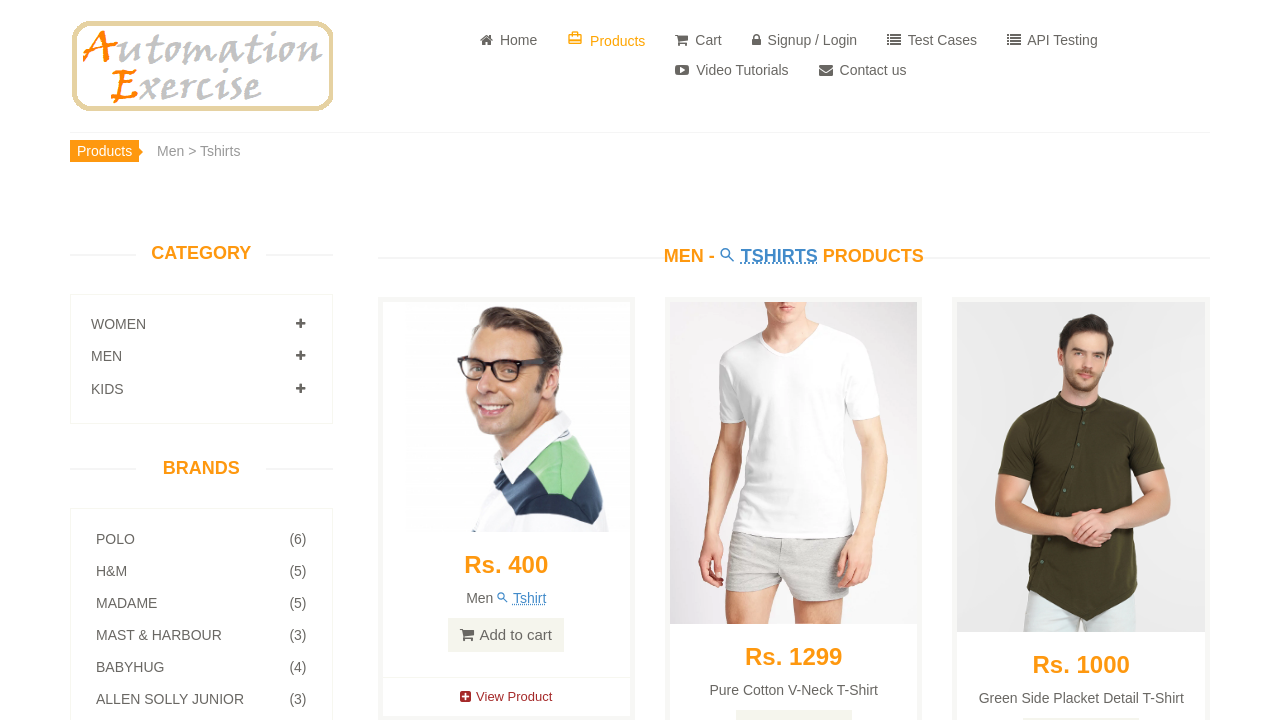 Automation
Exercise
Home
Products
Cart
Signup / Login
Test Cases
API Testing
Video Tutorials
Contact us
Products
Men > Tshirts
CATEGORY
WOMEN
MEN
KIDS
BRANDS
POLO (6)
H&M (5)
MADAME (5)
MAST & HARBOUR (3)
BABYHUG (4)
ALLEN SOLLY JUNIOR (3)
MEN - TSHIRTS PRODUCTS
Rs. 400
Men Tshirt
Add to cart
View Product
Rs. 1299
Pure Cotton V-Neck T-Shirt
Rs. 1000
Green Side Placket Detail T-Shirt